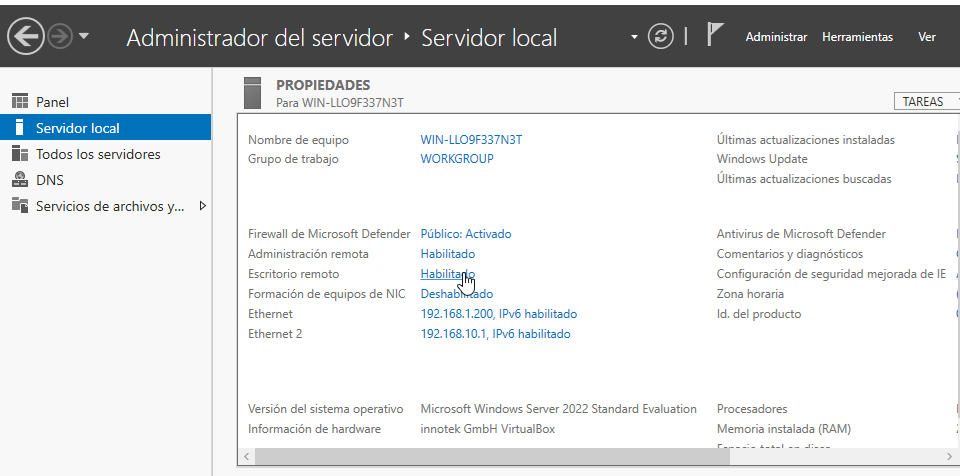 Administrador del servidor ‣ Servidor local
Administrar Herramientas Ver
Panel
Servidor local
Todos los servidores
DNS
Servicios de archivos y...
PROPIEDADES
Para WIN-LLO9F337N3T
TAREAS
Nombre de equipo WIN-LLO9F337N3T Últimas actualizaciones instaladas
Grupo de trabajo WORKGROUP Windows Update
Últimas actualizaciones buscadas
Firewall de Microsoft Defender Público: Activado Antivirus de Microsoft Defender
Administración remota Habilitado Comentarios y diagnósticos
Escritorio remoto Habilitado Configuración de seguridad mejorada de IE
Formación de equipos de NIC Deshabilitado Zona horaria
Ethernet 192.168.1.200, IPv6 habilitado Id. del producto
Ethernet 2 192.168.10.1, IPv6 habilitado
Versión del sistema operativo Microsoft Windows Server 2022 Standard Evaluation Procesadores
Información de hardware innotek GmbH VirtualBox Memoria instalada (RAM)
Espacio total en disco